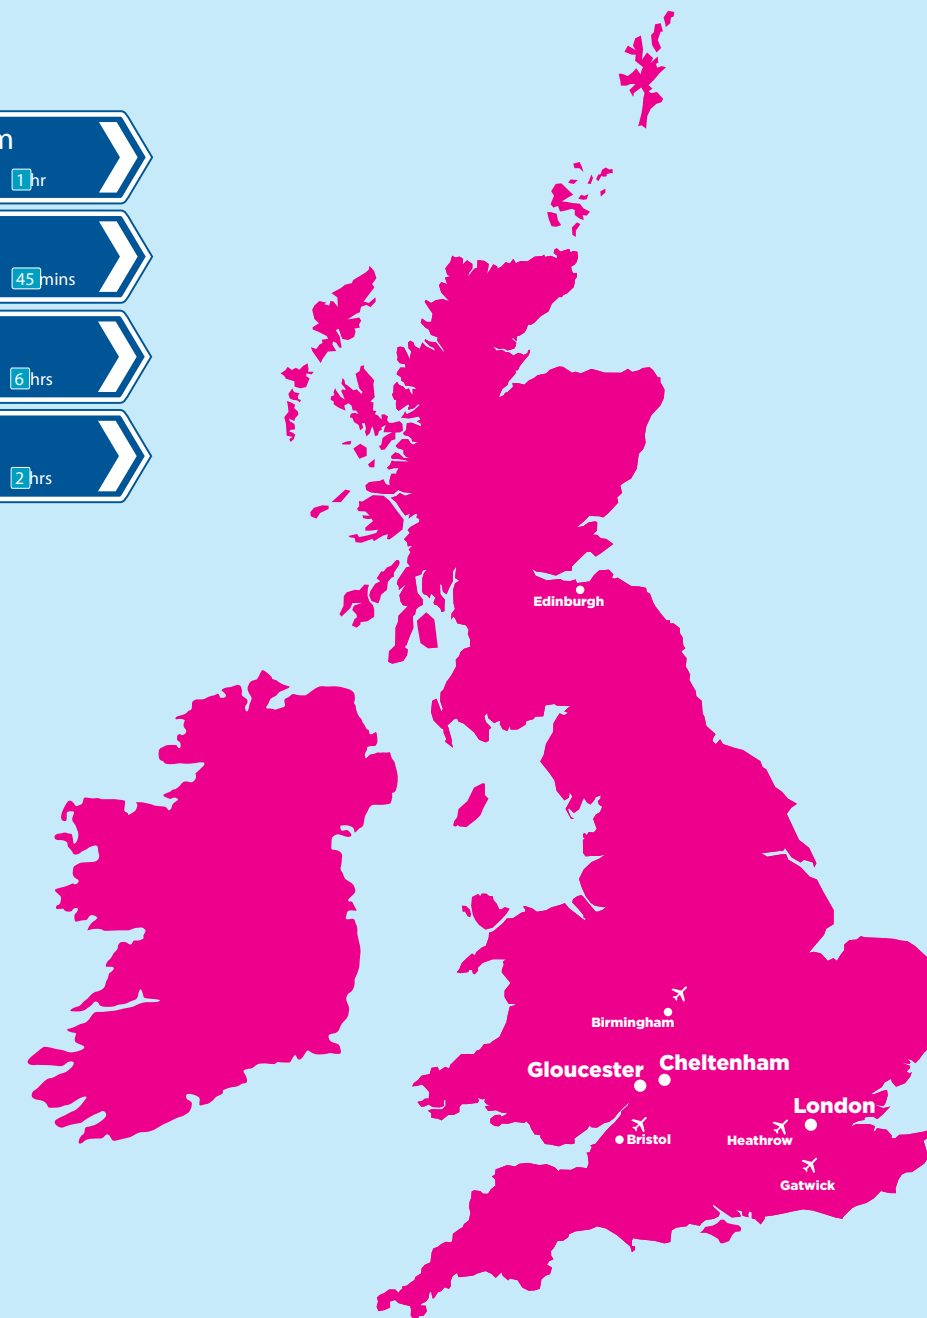 1 hr
45 mins
6 hrs
2 hrs
Edinburgh
Birmingham
Gloucester
Cheltenham
London
Bristol
Heathrow
Gatwick